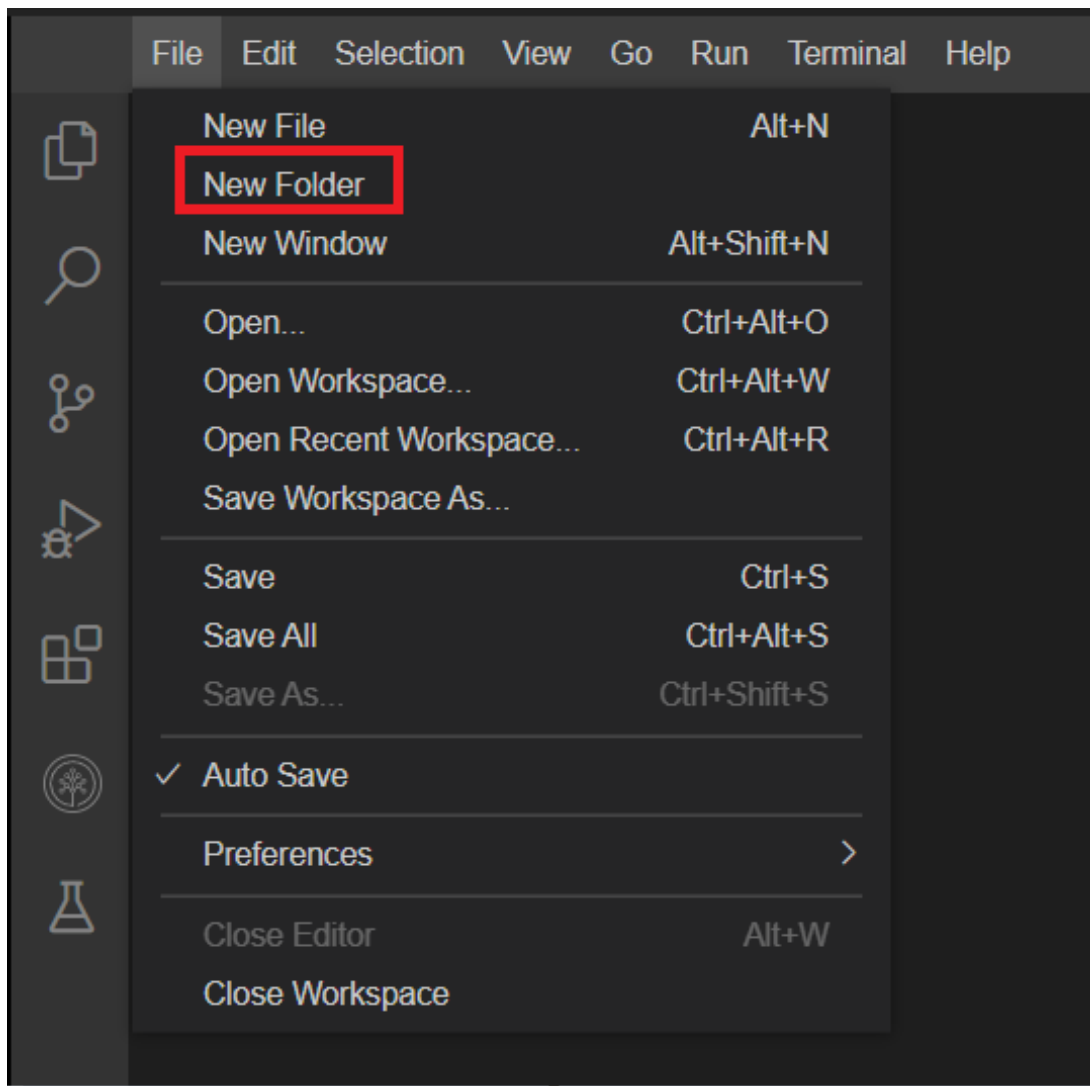 File Edit Selection View Go Run Terminal Help
New File Alt+N
New Folder
New Window Alt+Shift+N
Open... Ctrl+Alt+O
Open Workspace... Ctrl+Alt+W
Open Recent Workspace... Ctrl+Alt+R
Save Workspace As...
Save Ctrl+S
Save All Ctrl+Alt+S
Save As... Ctrl+Shift+S
Auto Save
Preferences
Close Editor Alt+W
Close Workspace